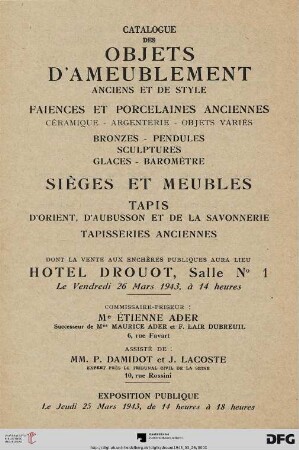 CATALOGUE
DES
OBJETS
D'AMEUBLEMENT
ANCIENS ET DE STYLE
FAIENCES ET PORCELAINES ANCIENNES
CÉRAMIQUE - ARGENTERIE - OBJETS VARIÉS
BRONZES - PENDULES
SCULPTURES
GLACES - BAROMÈTRE
SIÈGES ET MEUBLES
TAPIS
D'ORIENT, D'AUBUSSON ET DE LA SAVONNERIE
TAPISSERIES ANCIENNES
DONT LA VENTE AUX ENCHÈRES PUBLIQUES AURA LIEU
HOTEL DROUOT, Salle No 1
Le Vendredi 26 Mars 1943, à 14 heures
COMMISSAIRE-PRISEUR :
Me ÉTIENNE ADER
Successeur de Mes MAURICE ADER et F. LAIR DUBREUIL
6, rue Favart
ASSISTÉ DE :
MM. P. DAMIDOT et J. LACOSTE
EXPERT PRÈS LE TRIBUNAL CIVIL DE LA SEINE
10, rue Rossini
EXPOSITION PUBLIQUE
Le Jeudi 25 Mars 1943, de 14 heures à 18 heures
DFG